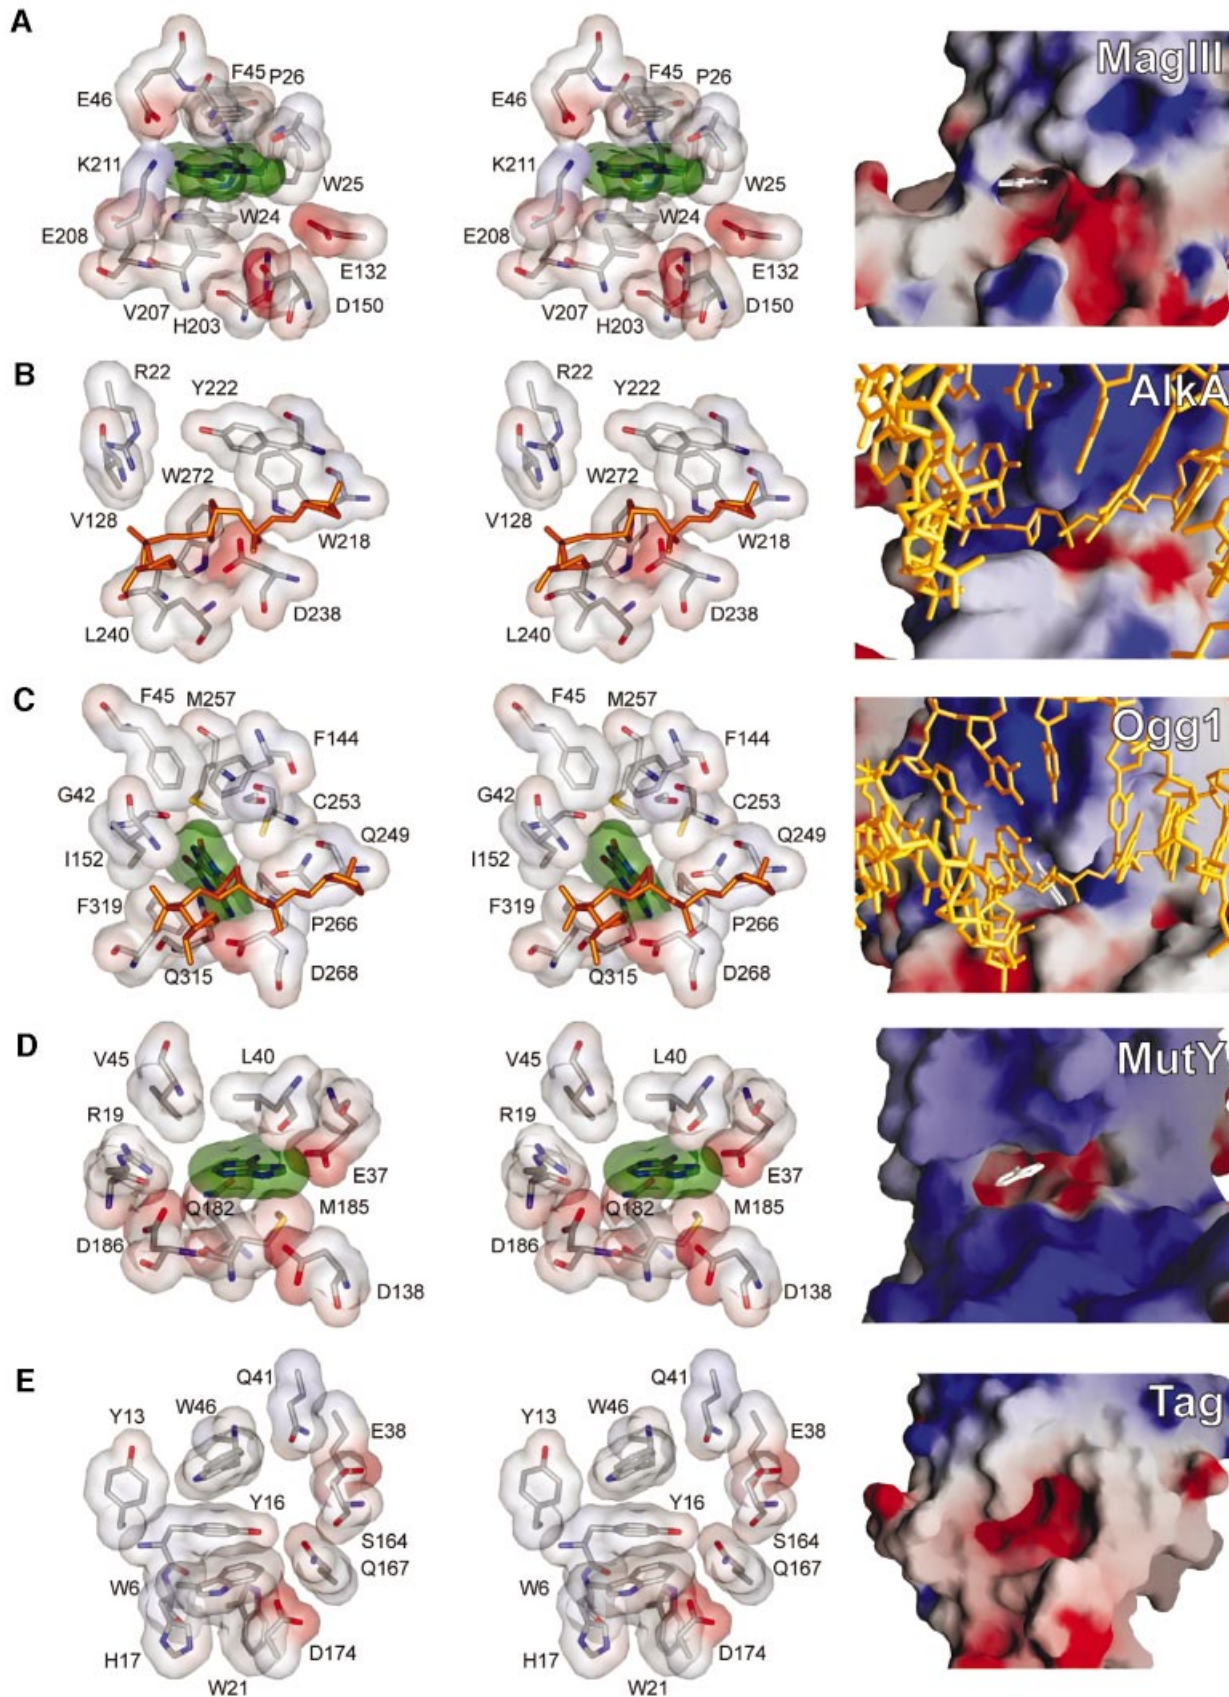 A
F45
P26
E46
K211
W25
W24
E208
E132
V207
H203
D150
F45
P26
E46
K211
W25
W24
E208
E132
V207
H203
D150
MagIII
B
R22
Y222
W272
V128
W218
L240
D238
R22
Y222
W272
V128
W218
L240
D238
AlkA
C
F45
M257
F144
G42
C253
Q249
I152
F319
P266
Q315
D268
F45
M257
F144
G42
C253
Q249
I152
F319
P266
Q315
D268
Ogg1
D
V45
L40
R19
E37
Q182
M185
D186
D138
V45
L40
R19
E37
Q182
M185
D186
D138
MutY
E
Q41
W46
Y13
E38
Y16
S164
Q167
W6
H17
D174
W21
Q41
W46
Y13
E38
Y16
S164
Q167
W6
H17
D174
W21
Tag